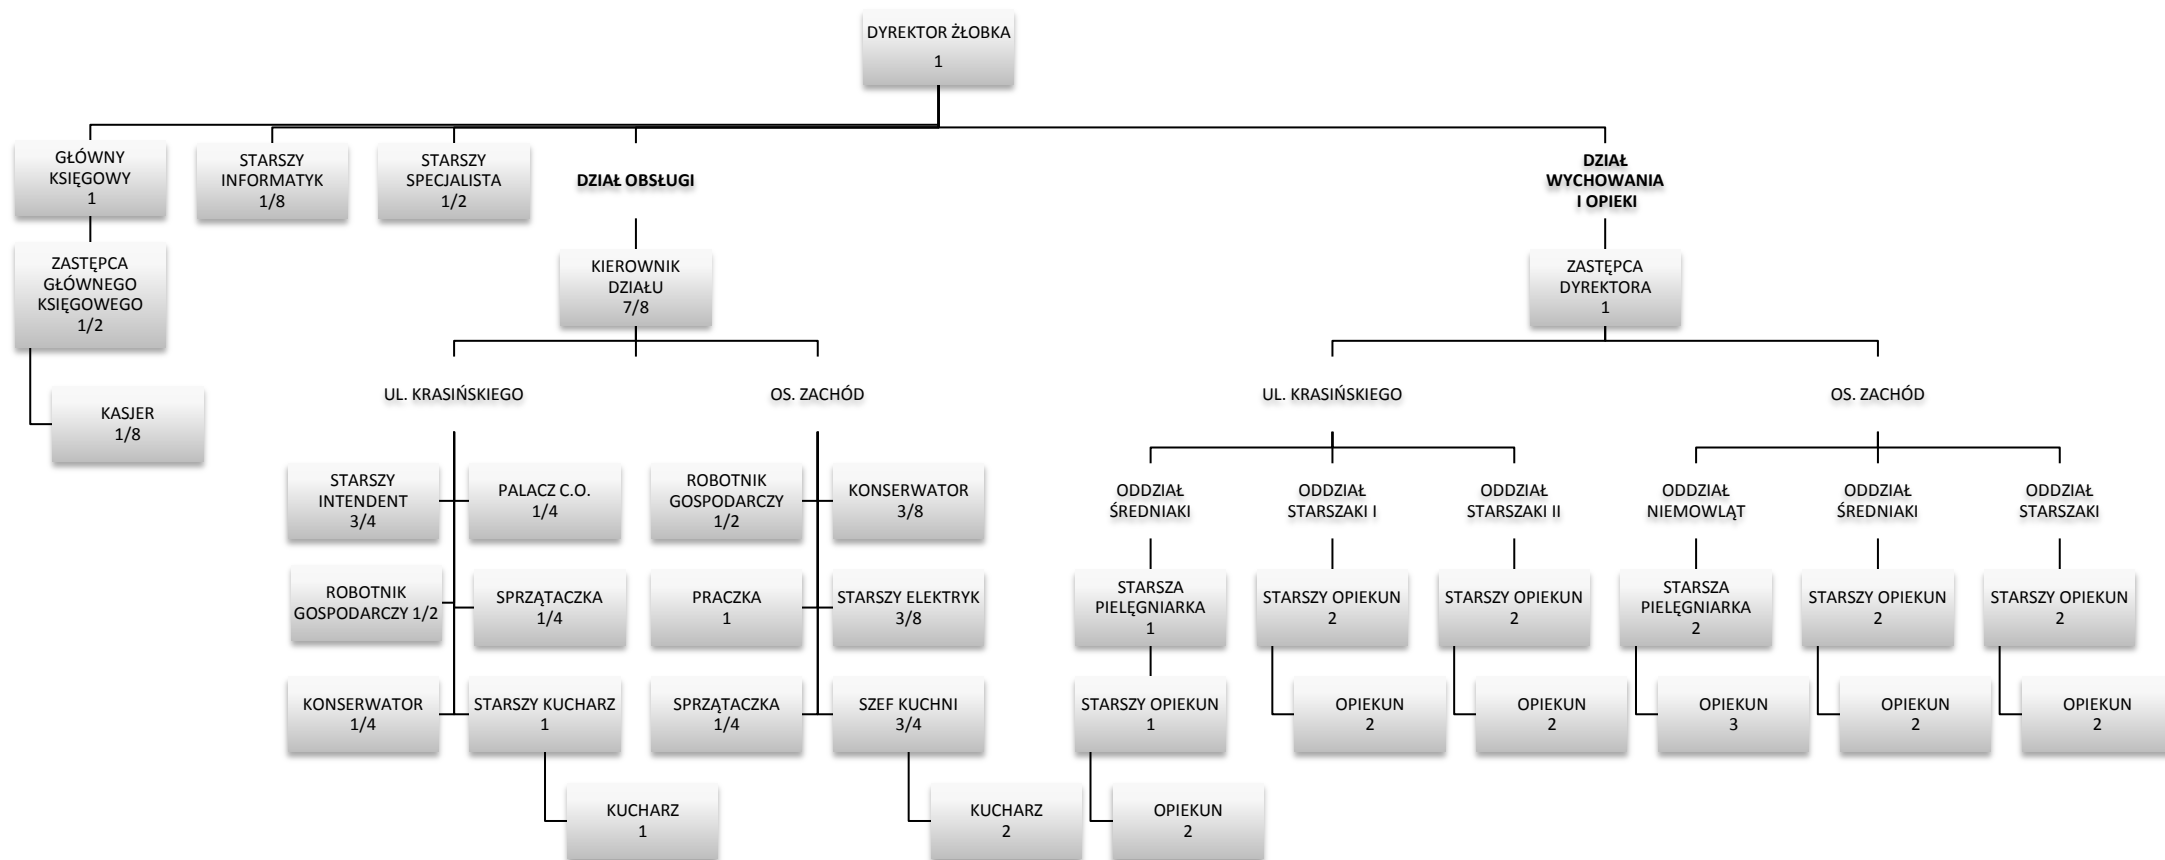 DYREKTOR ŻŁOBKA
1
GŁÓWNY
KSIĘGOWY
1
STARSZY
INFORMATYK
1/8
STARSZY
SPECJALISTA
1/2
DZIAŁ OBSŁUGI
DZIAŁ
WYCHOWANIA
I OPIEKI
ZASTĘPCA
GŁÓWNEGO
KSIĘGOWEGO
1/2
KASJER
1/8
KIEROWNIK
DZIAŁU
7/8
UL. KRASIŃSKIEGO
OS. ZACHÓD
STARSZY
INTENDENT
3/4
PALACZ C.O.
1/4
ROBOTNIK
GOSPODARCZY 1/2
SPRZĄTACZKA
1/4
KONSERWATOR
1/4
STARSZY KUCHARZ
1
KUCHARZ
1
ROBOTNIK
GOSPODARCZY
1/2
KONSERWATOR
3/8
PRACZKA
1
STARSZY ELEKTRYK
3/8
SPRZĄTACZKA
1/4
SZEF KUCHNI
3/4
KUCHARZ
2
ZASTĘPCA
DYREKTORA
1
UL. KRASIŃSKIEGO
OS. ZACHÓD
ODDZIAŁ
ŚREDNIAKI
STARSZA
PIELĘGNIARKA
1
STARSZY OPIEKUN
1
OPIEKUN
2
ODDZIAŁ
STARSZAKI I
STARSZY OPIEKUN
2
OPIEKUN
2
ODDZIAŁ
STARSZAKI II
STARSZY OPIEKUN
2
OPIEKUN
2
ODDZIAŁ
NIEMOWLĄT
STARSZA
PIELĘGNIARKA
2
OPIEKUN
3
ODDZIAŁ
ŚREDNIAKI
STARSZY OPIEKUN
2
OPIEKUN
2
ODDZIAŁ
STARSZAKI
STARSZY OPIEKUN
2
OPIEKUN
2